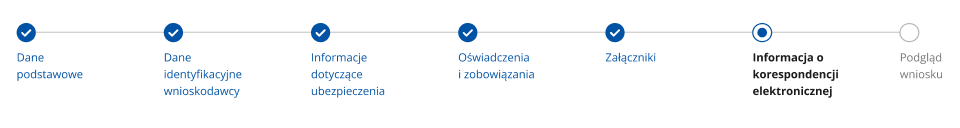 Dane
podstawowe
Dane
identyfikacyjne
wnioskodawcy
Informacje
dotyczące
ubezpieczenia
Oświadczenia
i zobowiązania
Załączniki
Informacja o
korespondencji
elektronicznej
Podgląd
wniosku